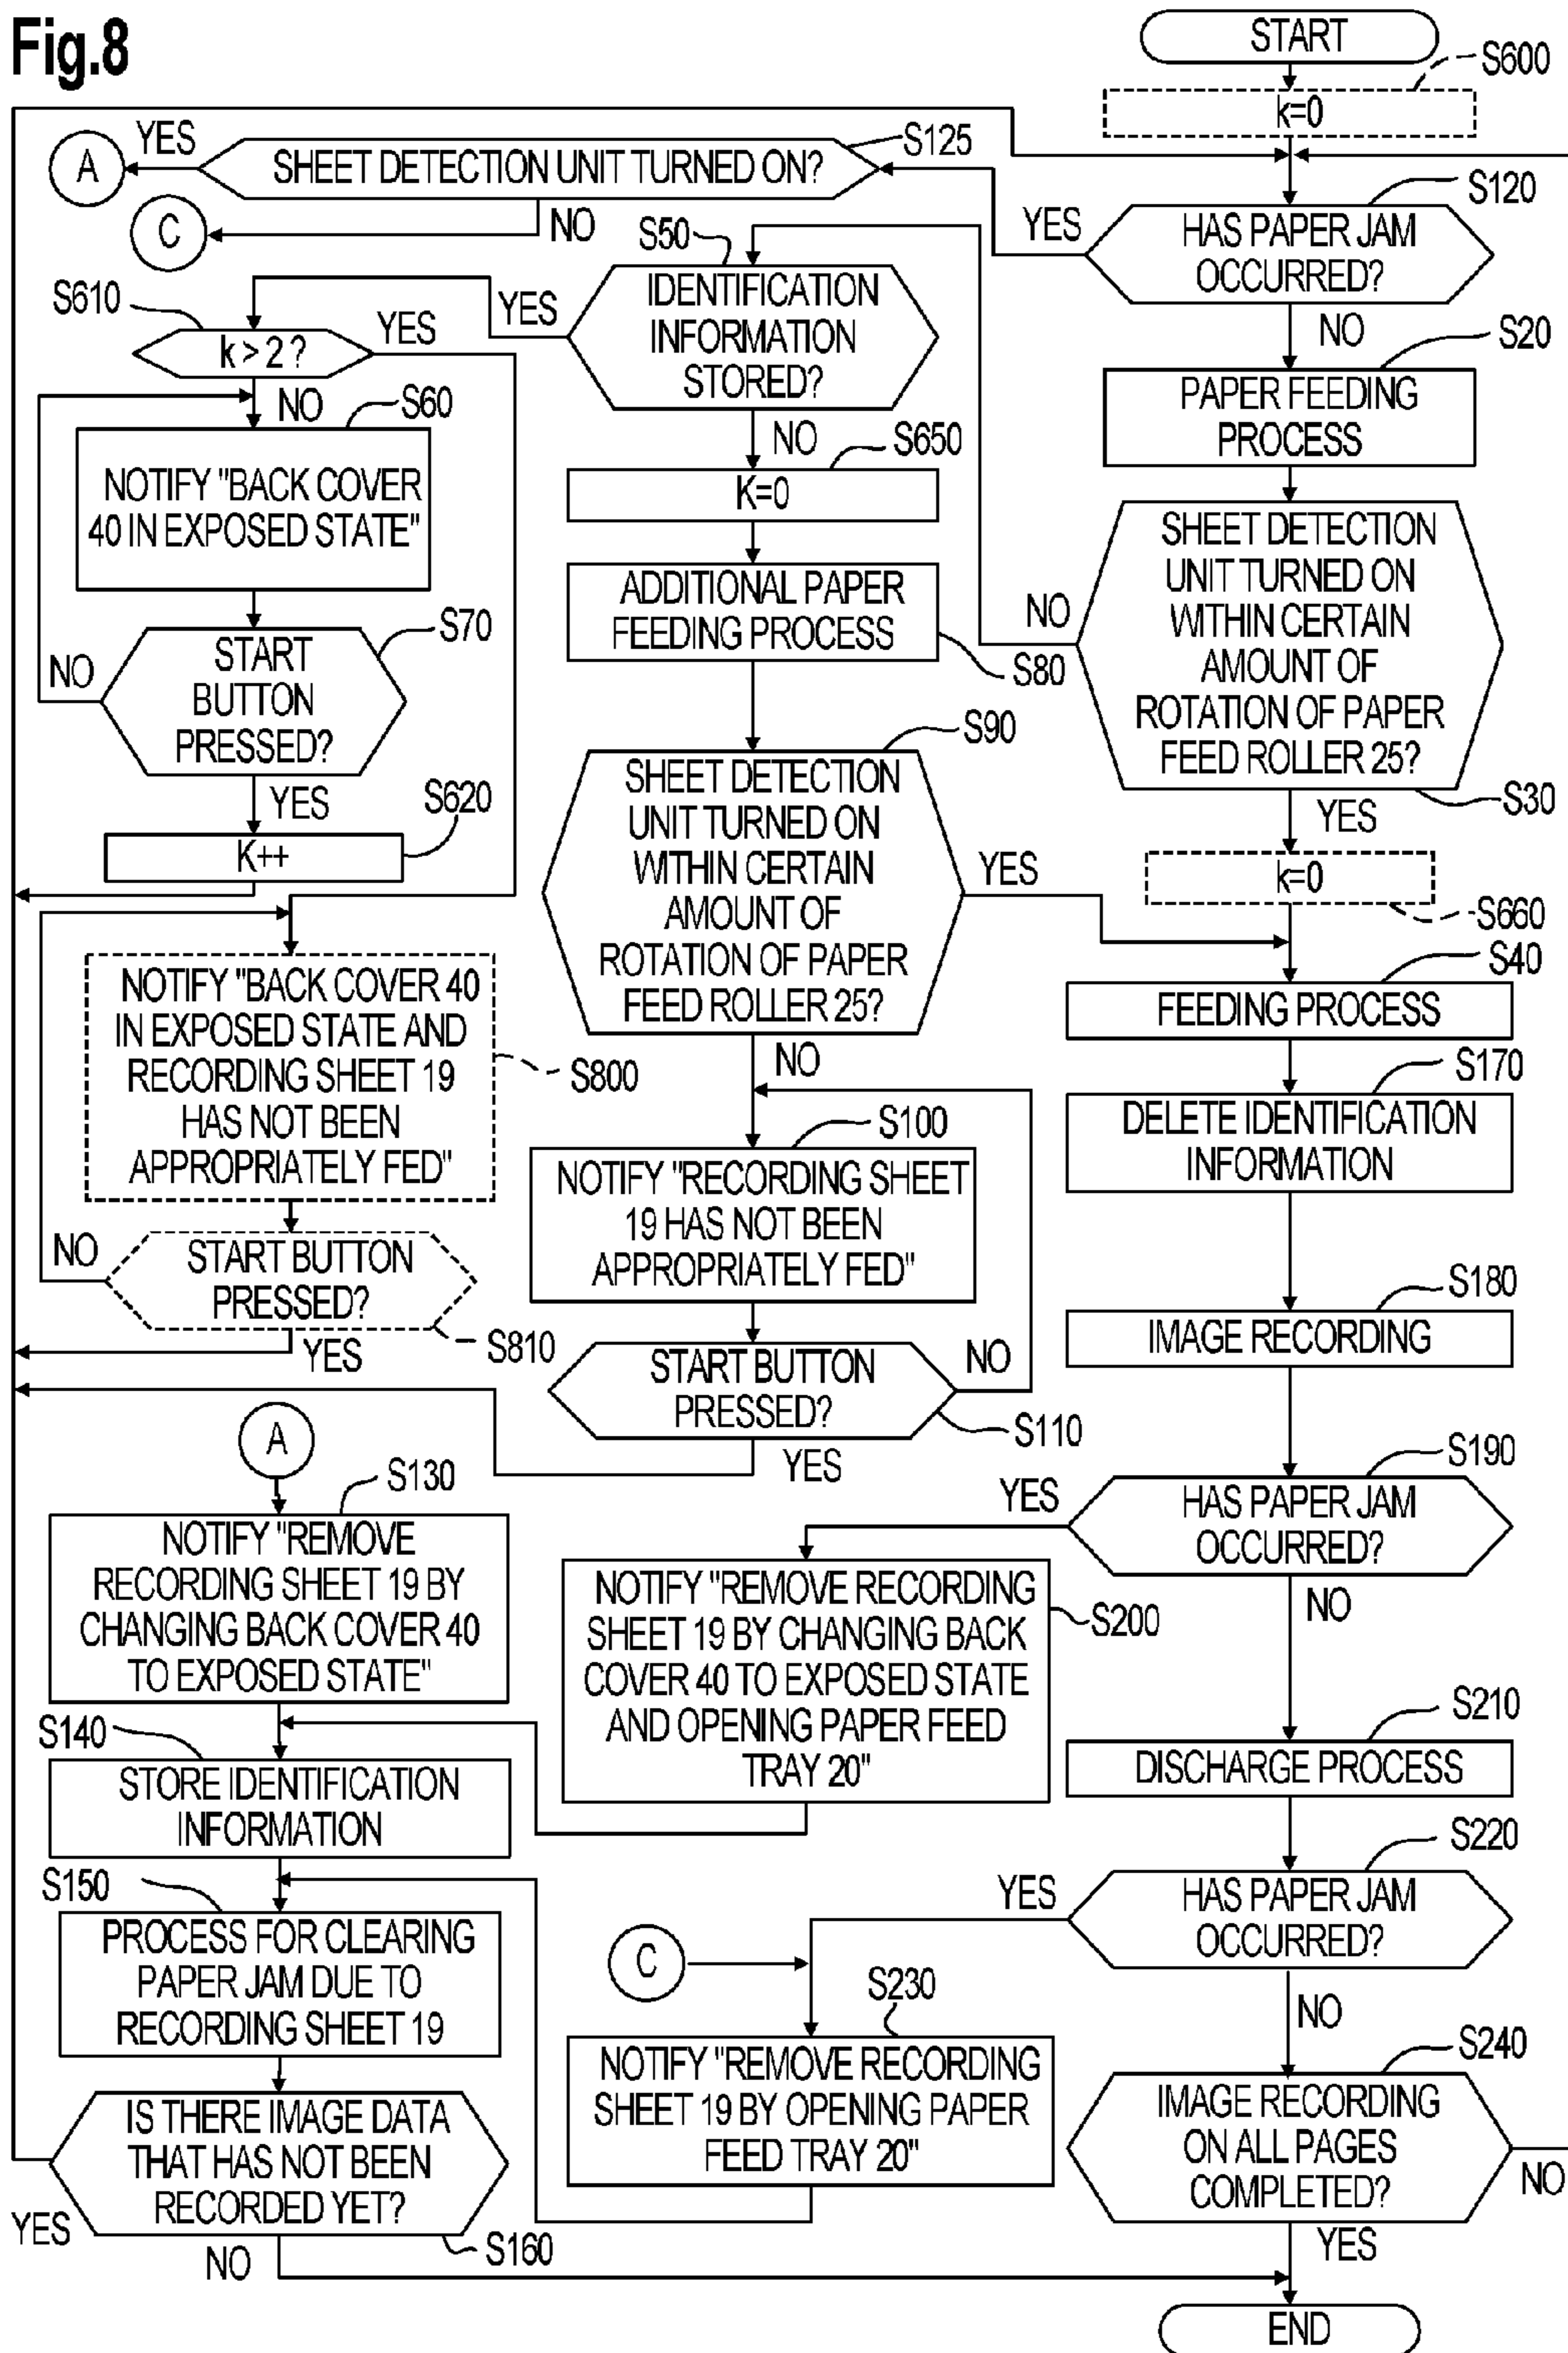 Fig.8
START
S600
k=0
S120
HAS PAPER JAM
OCCURRED?
YES
NO
S125
SHEET DETECTION UNIT TURNED ON?
YES
A
NO
C
S20
PAPER FEEDING
PROCESS
SHEET DETECTION
UNIT TURNED ON
WITHIN CERTAIN
AMOUNT OF
ROTATION OF PAPER
FEED ROLLER 25?
NO
S30
YES
k=0
S660
S40
FEEDING PROCESS
S170
DELETE IDENTIFICATION
INFORMATION
S180
IMAGE RECORDING
S190
HAS PAPER JAM
OCCURRED?
YES
NO
S210
DISCHARGE PROCESS
S220
HAS PAPER JAM
OCCURRED?
YES
NO
S240
IMAGE RECORDING
ON ALL PAGES
COMPLETED?
NO
YES
END
S50
IDENTIFICATION
INFORMATION
STORED?
YES
NO
S650
K=0
ADDITIONAL PAPER
FEEDING PROCESS
S80
S90
SHEET DETECTION
UNIT TURNED ON
WITHIN CERTAIN
AMOUNT OF
ROTATION OF PAPER
FEED ROLLER 25?
YES
NO
S100
NOTIFY "RECORDING SHEET
19 HAS NOT BEEN
APPROPRIATELY FED"
START BUTTON
PRESSED?
NO
S110
YES
S610
k > 2 ?
YES
NO
S60
NOTIFY "BACK COVER
40 IN EXPOSED STATE"
S70
START
BUTTON
PRESSED?
NO
YES
S620
K++
NOTIFY "BACK COVER 40
IN EXPOSED STATE AND
RECORDING SHEET 19
HAS NOT BEEN
APPROPRIATELY FED"
S800
NO
START BUTTON
PRESSED?
S810
YES
A
S130
NOTIFY "REMOVE
RECORDING SHEET 19 BY
CHANGING BACK COVER 40
TO EXPOSED STATE"
S140
STORE IDENTIFICATION
INFORMATION
S150
PROCESS FOR CLEARING
PAPER JAM DUE TO
RECORDING SHEET 19
IS THERE IMAGE DATA
THAT HAS NOT BEEN
RECORDED YET?
YES
NO
S160
NOTIFY "REMOVE RECORDING
SHEET 19 BY CHANGING BACK
COVER 40 TO EXPOSED STATE
AND OPENING PAPER FEED
TRAY 20"
S200
C
S230
NOTIFY "REMOVE RECORDING
SHEET 19 BY OPENING PAPER
FEED TRAY 20"